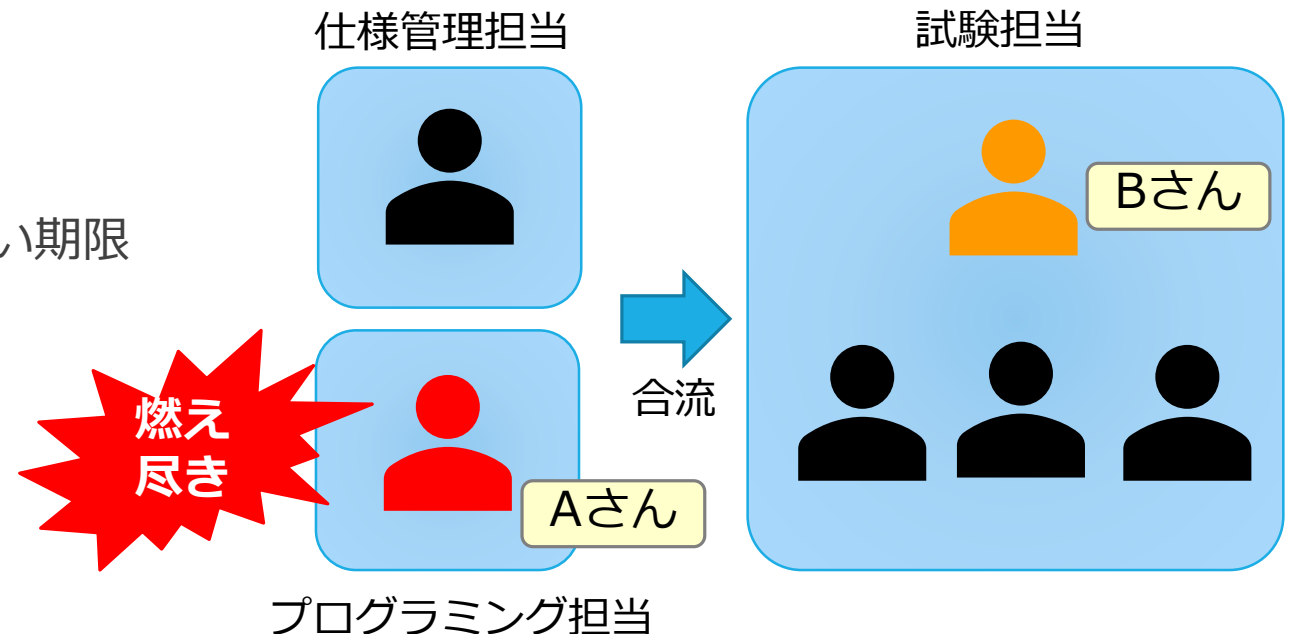 仕様管理担当
試験担当
Bさん
い期限
合流
燃え
尽き
Aさん
プログラミング担当